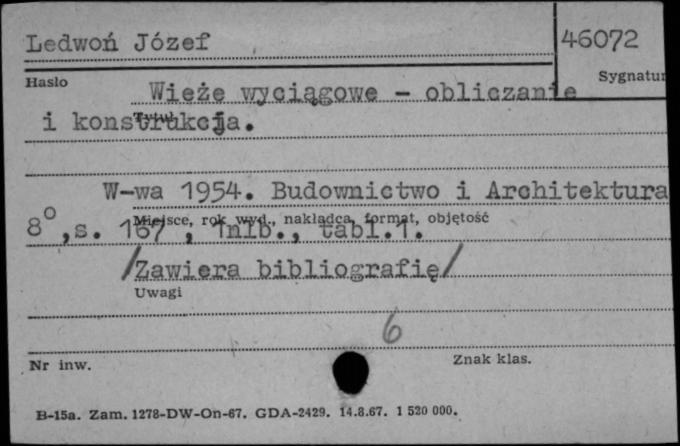 Ledwoń Józef
46072
Hasło
Sygnatur
Wieże wyciągowe - obliczanie
Tytuł
i konstrukcja.
W-wa 1954. Budownictwo i Architektura
Miejsce, rok wyd., nakładca, format, objętość
8°, s. 167, 1nlb., tabl.1.
/Zawiera bibliografię/
Uwagi
6
Nr inw.
Znak klas.
B-15a. Zam. 1278-DW-On-67. GDA-2429. 14.8.67. 1 520 000.